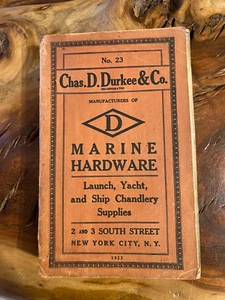 No. 23
Chas. D. Durkee & Co.
INCORPORATED
MANUFACTURERS OF
D
MARINE
HARDWARE
Launch, Yacht,
and Ship Chandlery
Supplies
2 AND 3 SOUTH STREET
NEW YORK CITY, N. Y.